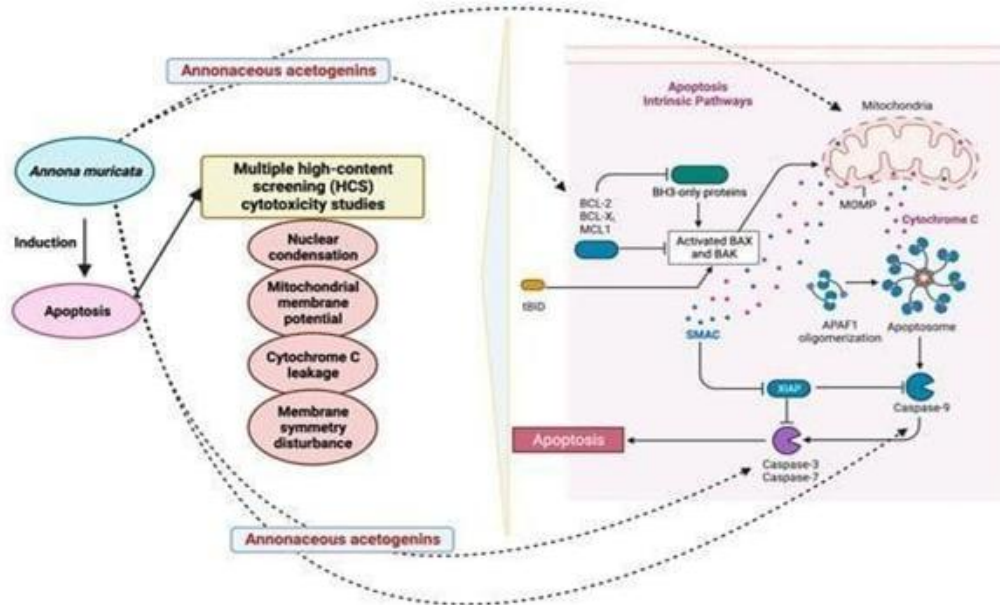 Annonaceous acetogenins
Annona muricata
Induction
Apoptosis
Multiple high-content
screening (HCS)
cytotoxicity studies
Nuclear
condensation
Mitochondrial
membrane
potential
Cytochrome C
leakage
Membrane
symmetry
disturbance
Annonaceous acetogenins
Apoptosis
Intrinsic Pathways
Mitochondria
BH3-only proteins
BCL-2
BCL-X,
MCL1
MOMP
Cytochrome C
Activated BAX
and BAK
tBID
SMAC
APAF1
oligomerization
Apoptosome
XIAP
Caspase-9
Apoptosis
Caspase-3
Caspase-7